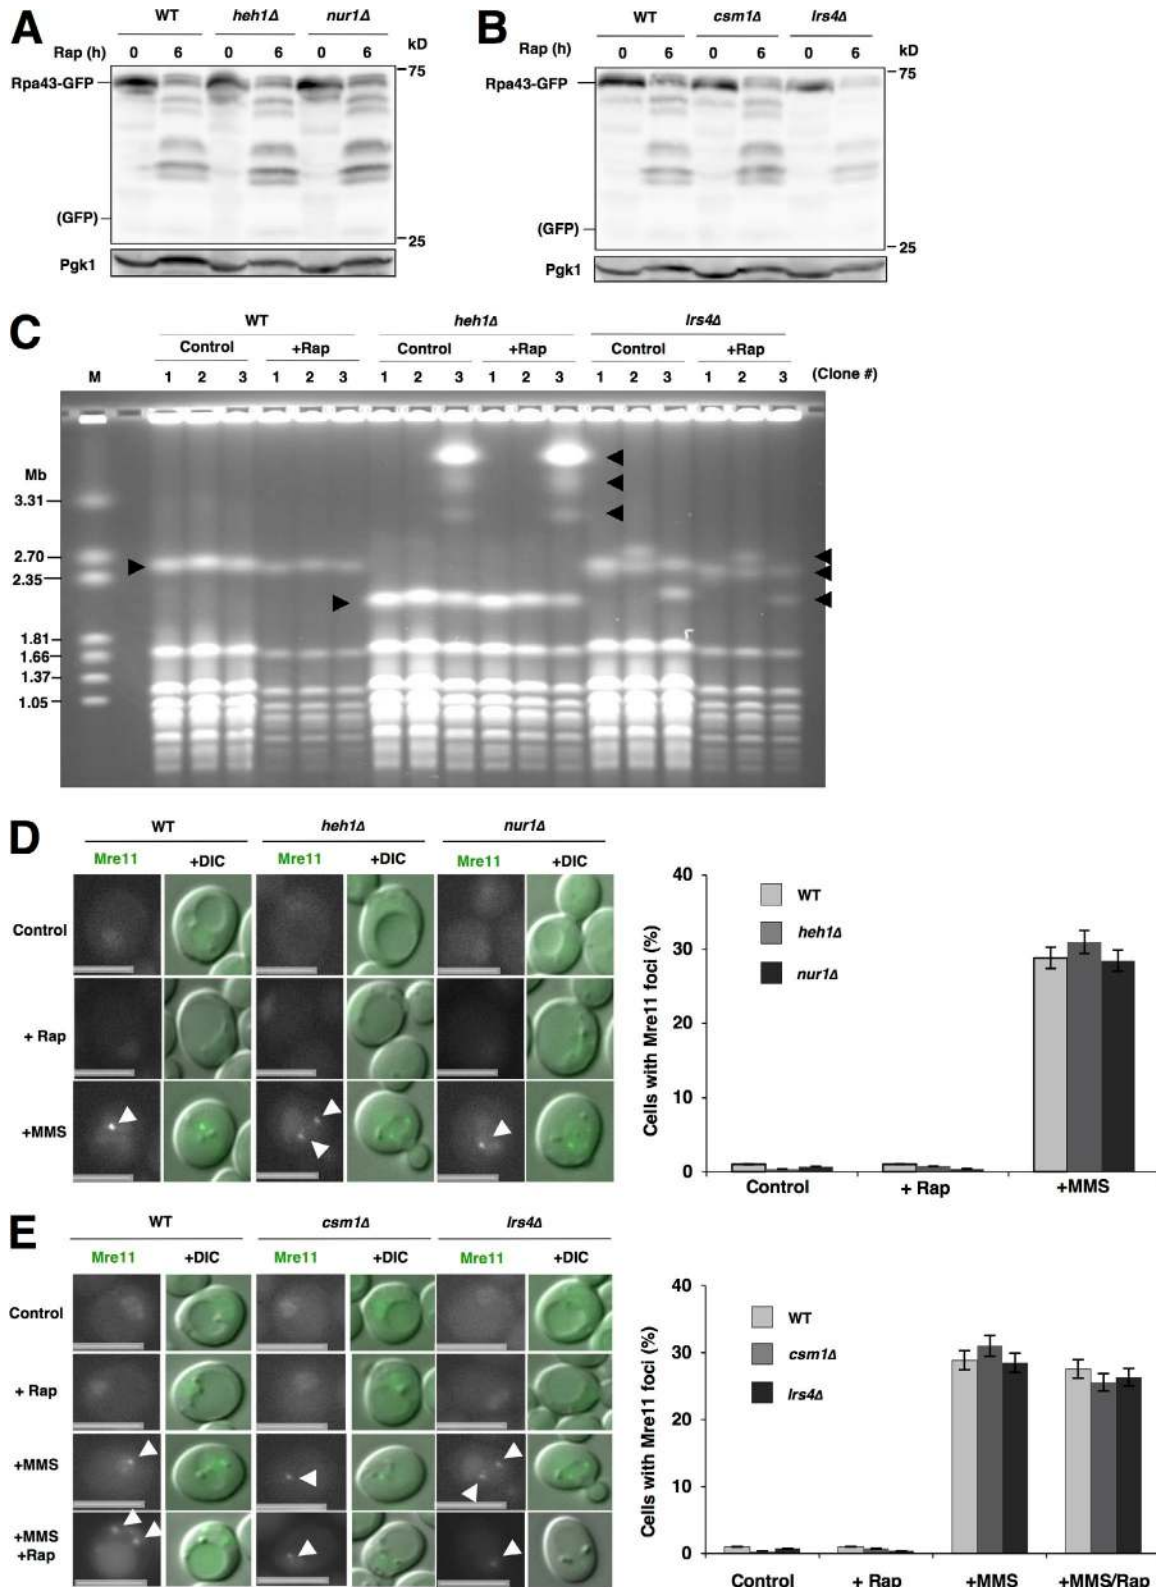 A
WT heh1Δ nur1Δ
Rap (h) 0 6 0 6 0 6 kD
Rpa43-GFP 75
(GFP)
25
Pgk1
B
WT csm1Δ lrs4Δ
Rap (h) 0 6 0 6 0 6 kD
Rpa43-GFP 75
(GFP)
25
Pgk1
C
WT heh1Δ lrs4Δ
Control +Rap Control +Rap Control +Rap
M 1 2 3 1 2 3 1 2 3 1 2 3 1 2 3 1 2 3 (Clone #)
Mb
3.31
2.70
2.35
1.81
1.66
1.37
1.05
D
WT heh1Δ nur1Δ
Mre11 +DIC Mre11 +DIC Mre11 +DIC
Control
+ Rap
+MMS
Cells with Mre11 foci (%)
40
30
20
10
0
WT
heh1Δ
nur1Δ
Control + Rap +MMS
E
WT csm1Δ lrs4Δ
Mre11 +DIC Mre11 +DIC Mre11 +DIC
Control
+ Rap
+MMS
+MMS
+Rap
Cells with Mre11 foci (%)
40
30
20
10
0
WT
csm1Δ
lrs4Δ
Control + Rap +MMS +MMS/Rap